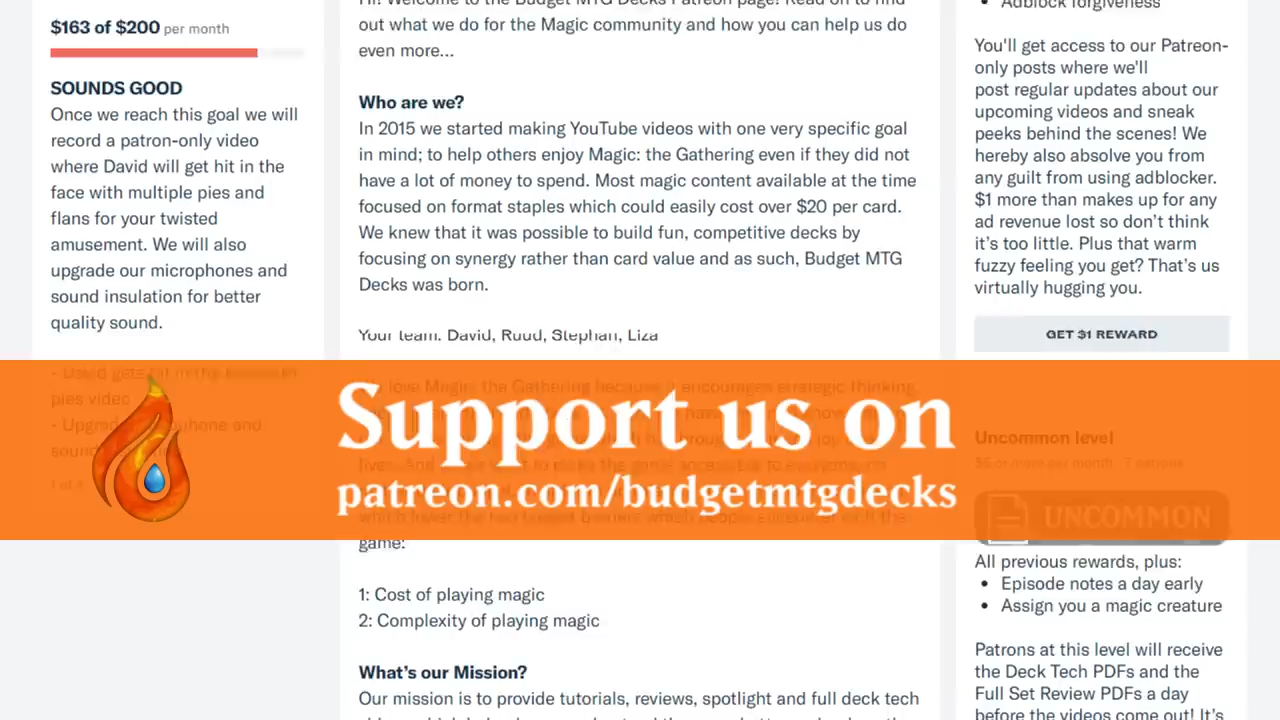 $163 of $200 per month
SOUNDS GOOD
Once we reach this goal we will
record a patron-only video
where David will get hit in the
face with multiple pies and
flans for your twisted
amusement. We will also
upgrade our microphones and
sound insulation for better
quality sound.
- David gets hit in the
pies video
out what we do for the Magic community and how you can help us do
even more...
Who are we?
In 2015 we started making YouTube videos with one very specific goal
in mind; to help others enjoy Magic: the Gathering even if they did not
have a lot of money to spend. Most magic content available at the time
focused on format staples which could easily cost over $20 per card.
We knew that it was possible to build fun, competitive decks by
focusing on synergy rather than card value and as such, Budget MTG
Decks was born.
Your team. David, Ruud, Stephan, Liza
love Magic: the Gathering because it encourages strategic thinking,
Support us on
patreon.com/budgetmtgdecks
game:
1: Cost of playing magic
2: Complexity of playing magic
What's our Mission?
Our mission is to provide tutorials, reviews, spotlight and full deck tech
• Adblock forgiveness
You'll get access to our Patreon-
only posts where we'll
post regular updates about our
upcoming videos and sneak
peeks behind the scenes! We
hereby also absolve you from
any guilt from using adblocker.
$1 more than makes up for any
ad revenue lost so don't think
it's too little. Plus that warm
fuzzy feeling you get? That's us
virtually hugging you.
GET $1 REWARD
Uncommon level
UNCOMMON
All previous rewards, plus:
• Episode notes a day early
• Assign you a magic creature
Patrons at this level will receive
the Deck Tech PDFs and the
Full Set Review PDFs a day
before the videos come out! It's